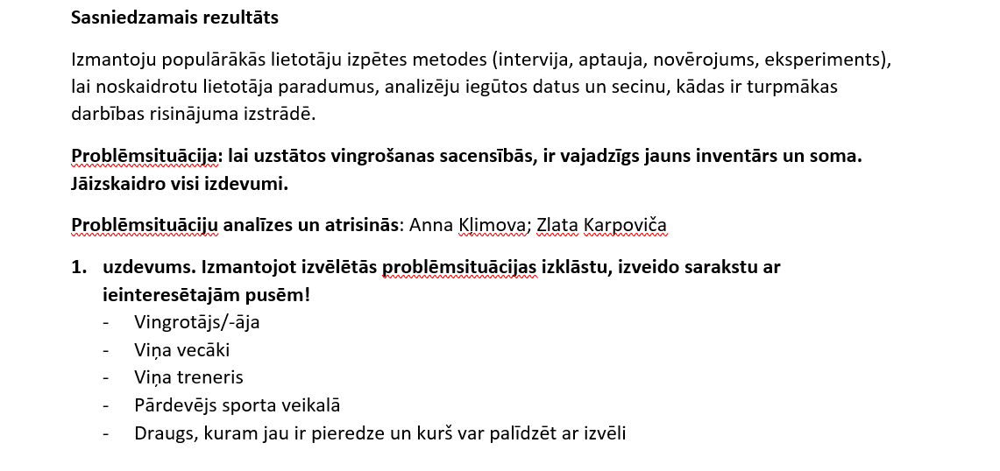 Sasniedzamais rezultāts
Izmantoju populārākās lietotāju izpētes metodes (intervija, aptauja, novērojums, eksperiments),
lai noskaidrotu lietotāja paradumus, analizēju iegūtos datus un secinu, kādas ir turpmākas
darbības risinājuma izstrādē.
Problēmsituācija: lai uzstātos vingrošanas sacensībās, ir vajadzīgs jauns inventārs un soma.
Jāizskaidro visi izdevumi.
Problēmsituāciju analīzes un atrisinās: Anna Kļimova; Zlata Karpoviča
1. uzdevums. Izmantojot izvēlētās problēmsituācijas izklāstu, izveido sarakstu ar
ieinteresētajām pusēm!
- Vingrotājs/-āja
- Viņa vecāki
- Viņa treneris
- Pārdevējs sporta veikalā
- Draugs, kuram jau ir pieredze un kurš var palīdzēt ar izvēli